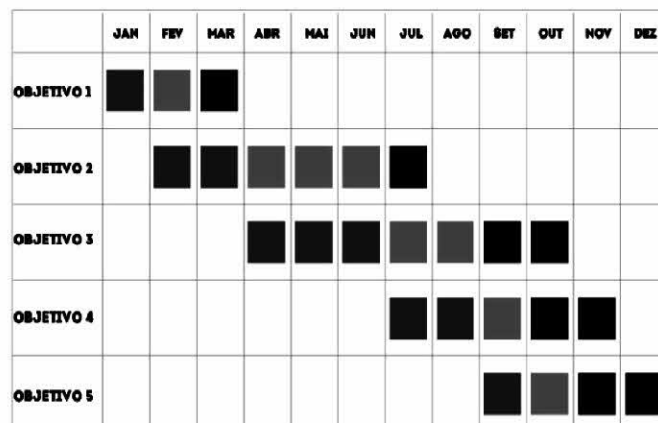 JAN FEV MAR ABR MAI JUN JUL AGO SET OUT NOV DEZ
OBJETIVO 1
OBJETIVO 2
OBJETIVO 3
OBJETIVO 4
OBJETIVO 5